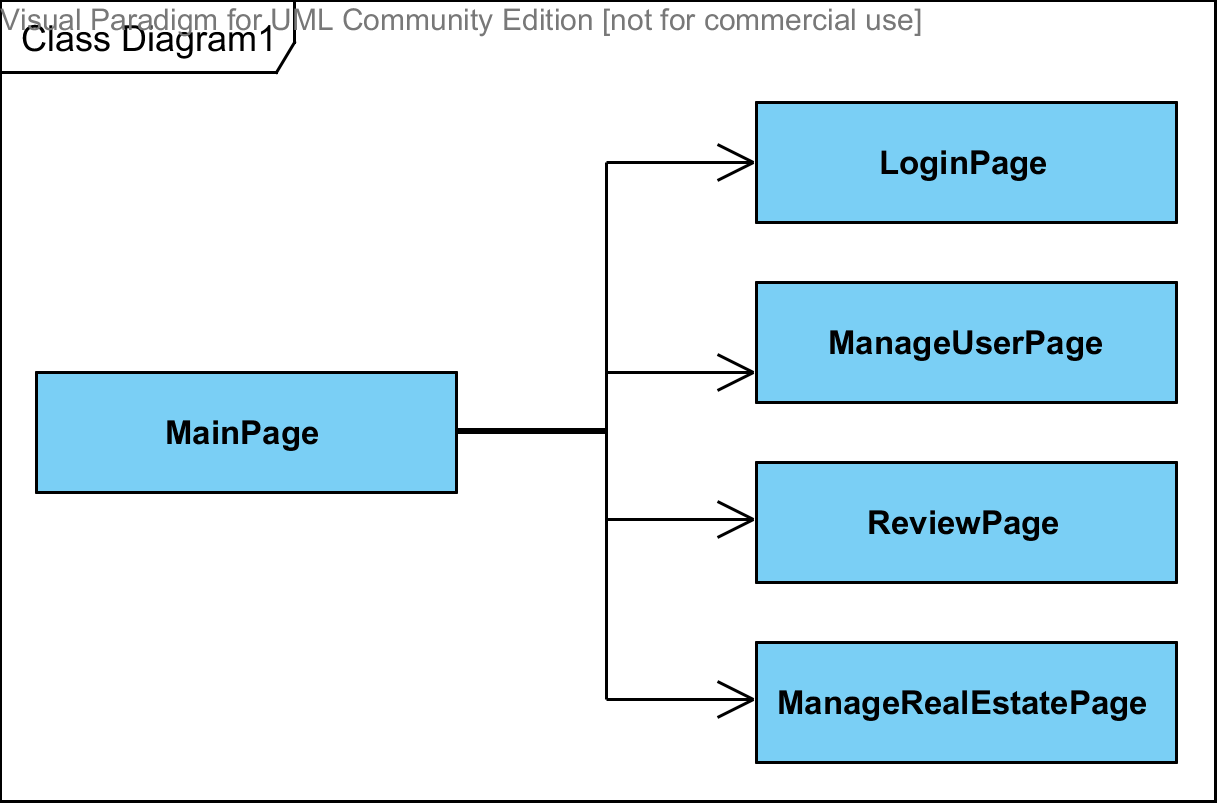 Visual Paradigm for UML Community Edition [not for commercial use]
Class Diagram1
LoginPage
ManageUserPage
MainPage
ReviewPage
ManageRealEstatePage